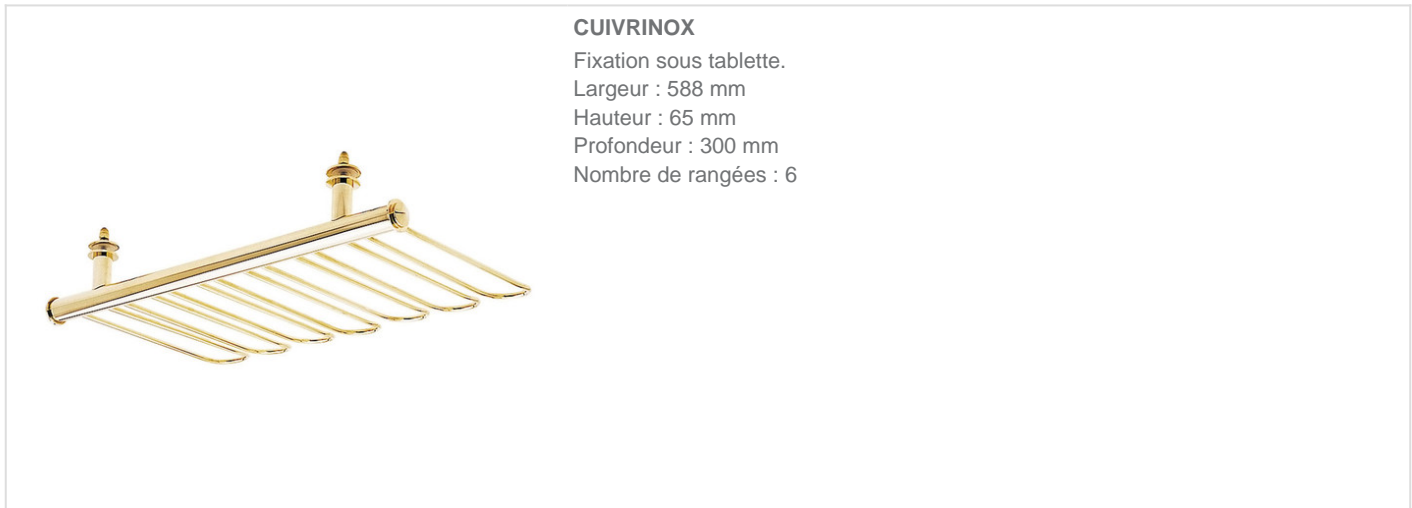 CUIVRINOX
Fixation sous tablette.
Largeur : 588 mm
Hauteur : 65 mm
Profondeur : 300 mm
Nombre de rangées : 6